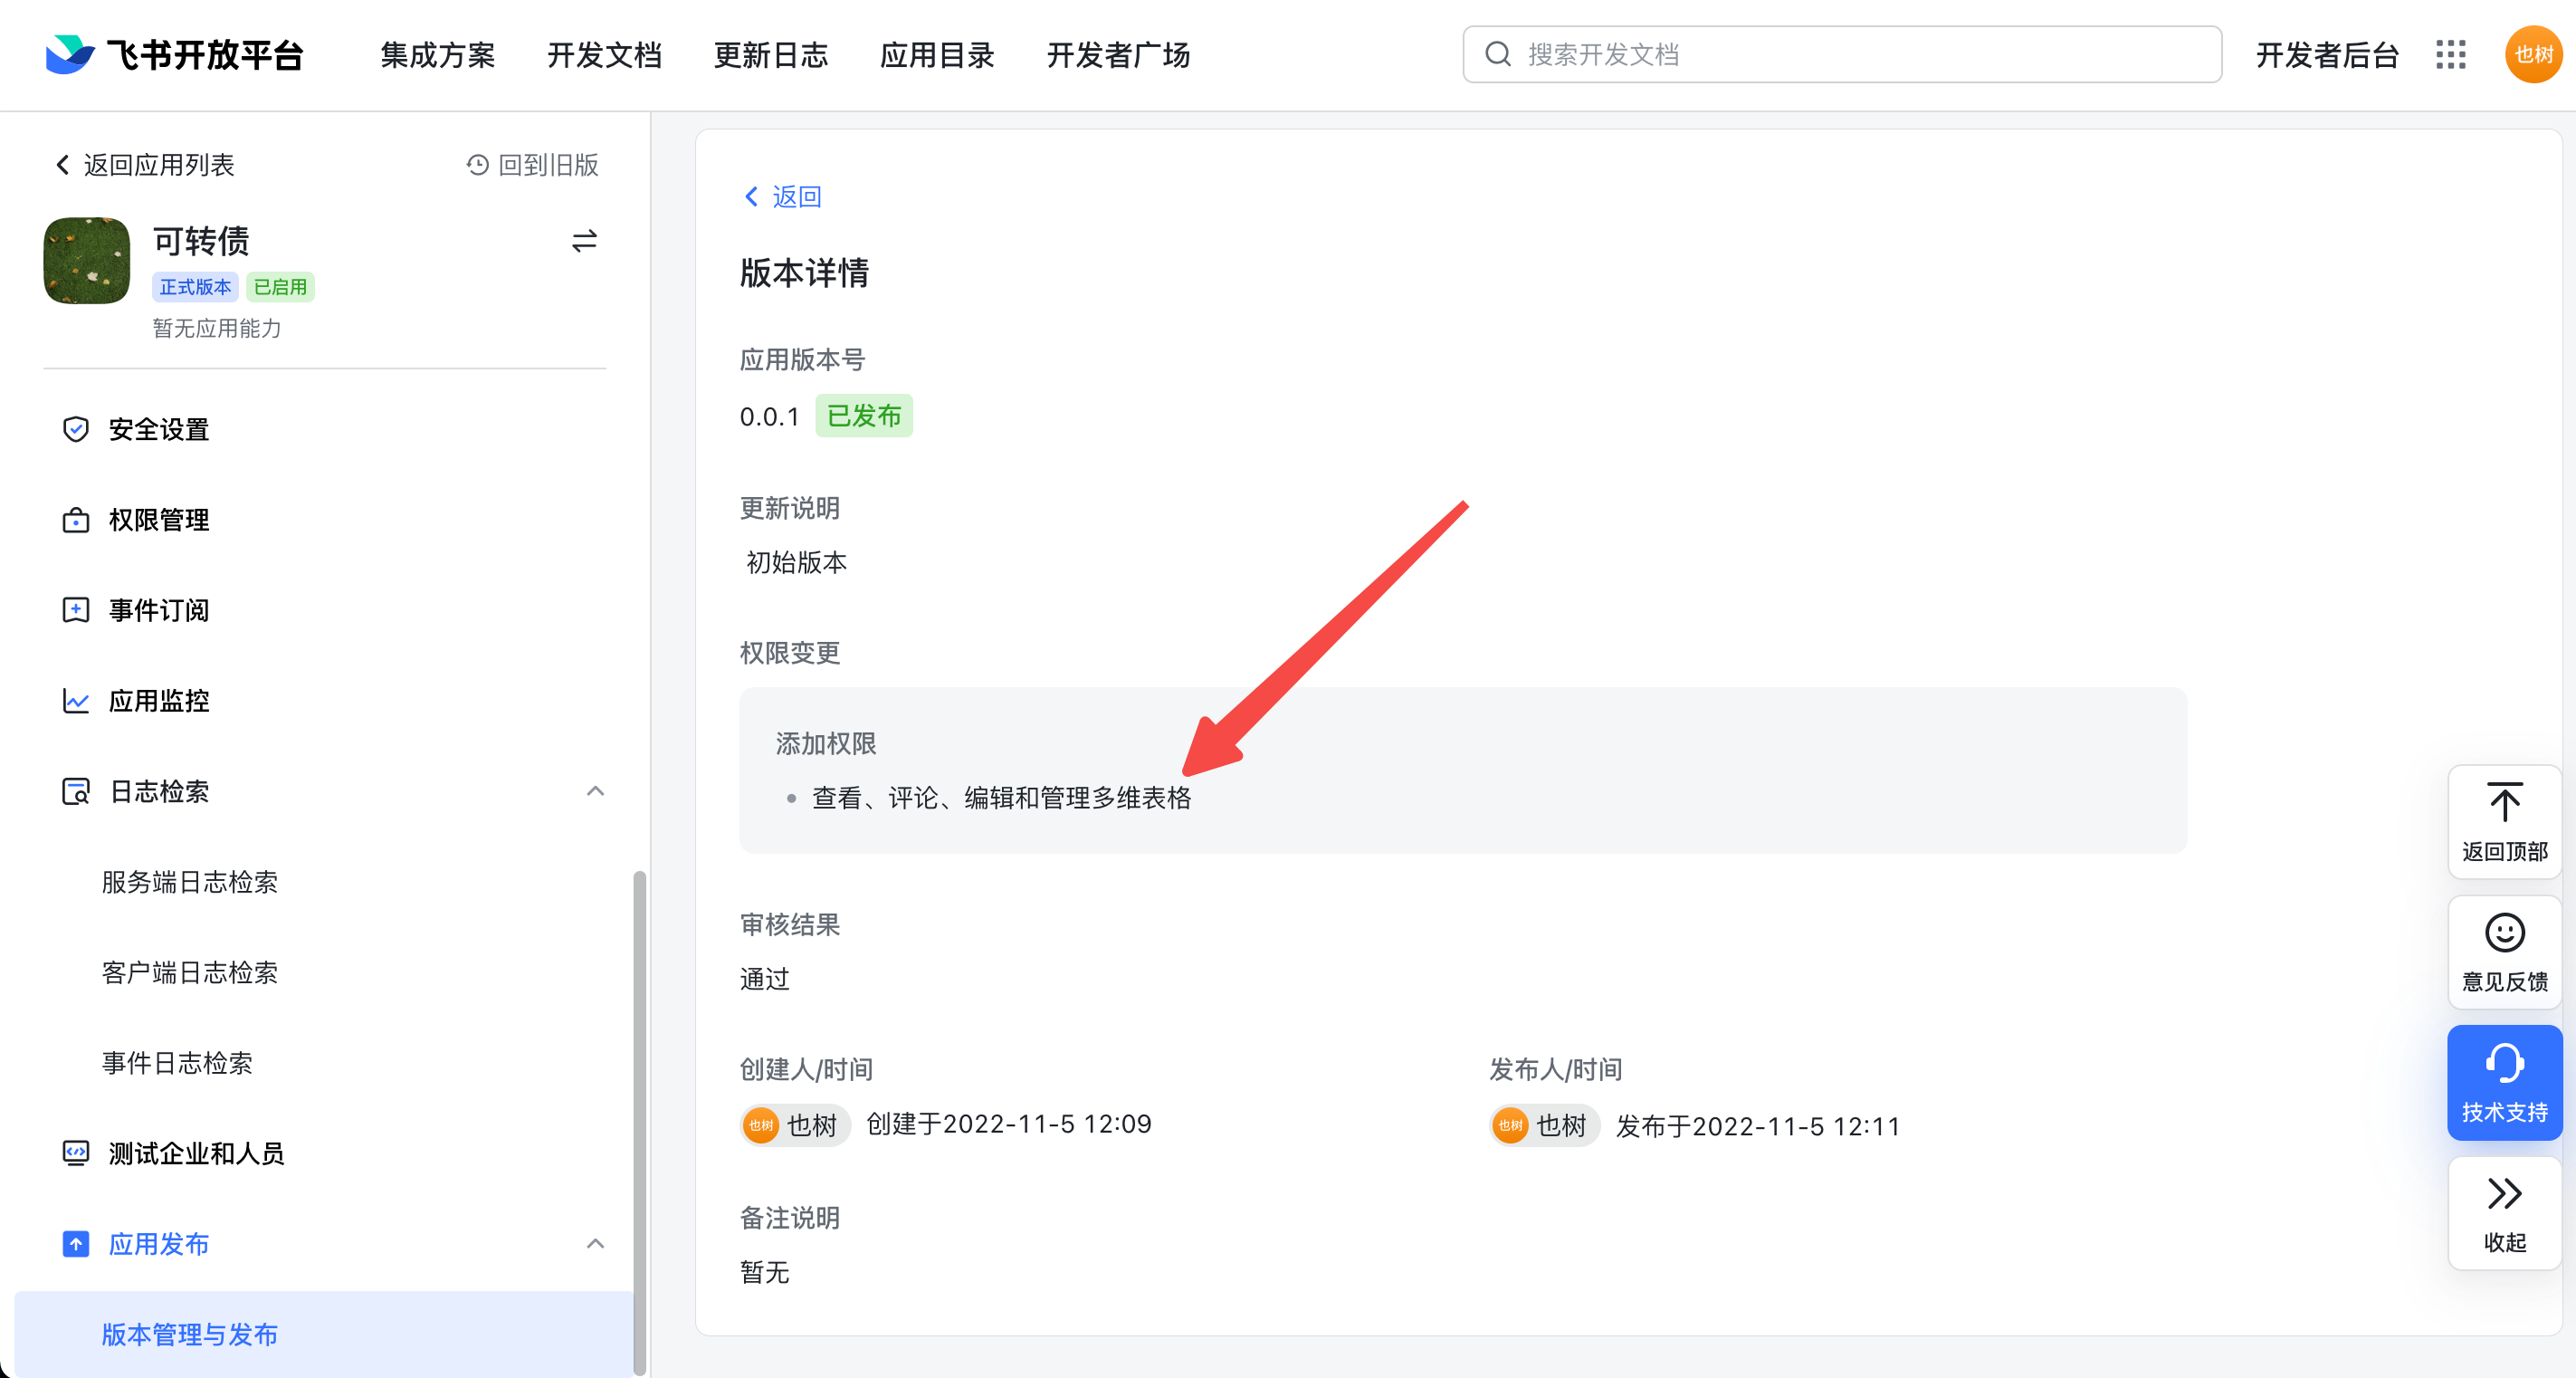 飞书开放平台 集成方案 开发文档 更新日志 应用目录 开发者广场 搜索开发文档 开发者后台 也树
返回应用列表 回到旧版
可转债
正式版本 已启用
暂无应用能力
安全设置
权限管理
事件订阅
应用监控
日志检索
服务端日志检索
客户端日志检索
事件日志检索
测试企业和人员
应用发布
版本管理与发布
返回
版本详情
应用版本号
0.0.1 已发布
更新说明
初始版本
权限变更
添加权限
• 查看、评论、编辑和管理多维表格
审核结果
通过
创建人/时间 发布人/时间
也树 也树 创建于2022-11-5 12:09 也树 也树 发布于2022-11-5 12:11
备注说明
暂无
返回顶部
意见反馈
技术支持
收起